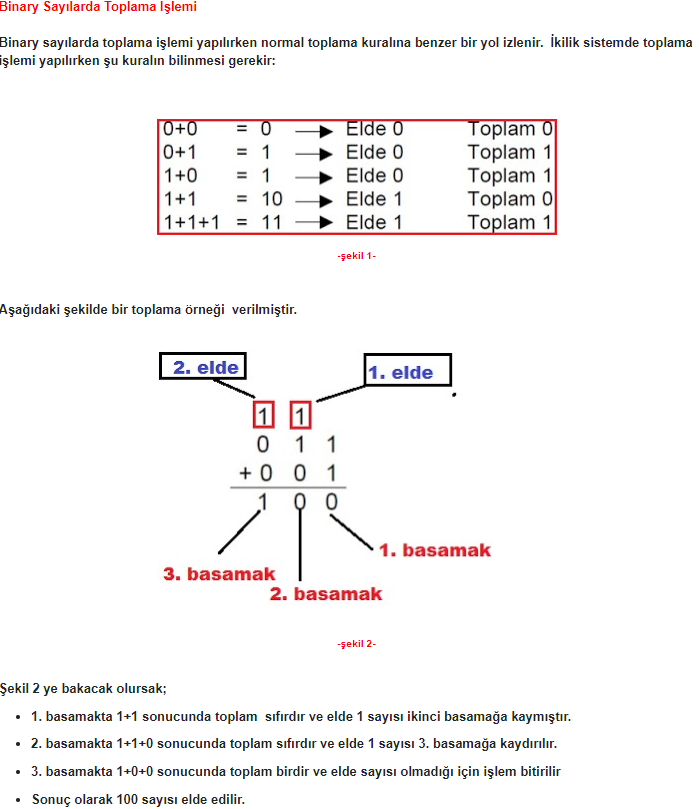 Binary Sayılarda Toplama Işlemi
Binary sayılarda toplama işlemi yapılırken normal toplama kuralına benzer bir yol izlenir. İkilik sistemde toplama
işlemi yapılırken şu kuralın bilinmesi gerekir:
0+0 = 0 Elde 0 Toplam 0
0+1 = 1 Elde 0 Toplam 1
1+0 = 1 Elde 0 Toplam 1
1+1 = 10 Elde 1 Toplam 0
1+1+1 = 11 Elde 1 Toplam 1
-şekil 1-
Aşağıdaki şekilde bir toplama örneği verilmiştir.
2. elde 1. elde
1 1
0 1 1
+ 0 0 1
1 0 0
1. basamak
3. basamak
2. basamak
-şekil 2-
Şekil 2 ye bakacak olursak;
• 1. basamakta 1+1 sonucunda toplam sıfırdır ve elde 1 sayısı ikinci basamağa kaymıştır.
• 2. basamakta 1+1+0 sonucunda toplam sıfırdır ve elde 1 sayısı 3. basamağa kaydırılır.
• 3. basamakta 1+0+0 sonucunda toplam birdir ve elde sayısı olmadığı için işlem bitirilir
• Sonuç olarak 100 sayısı elde edilir.